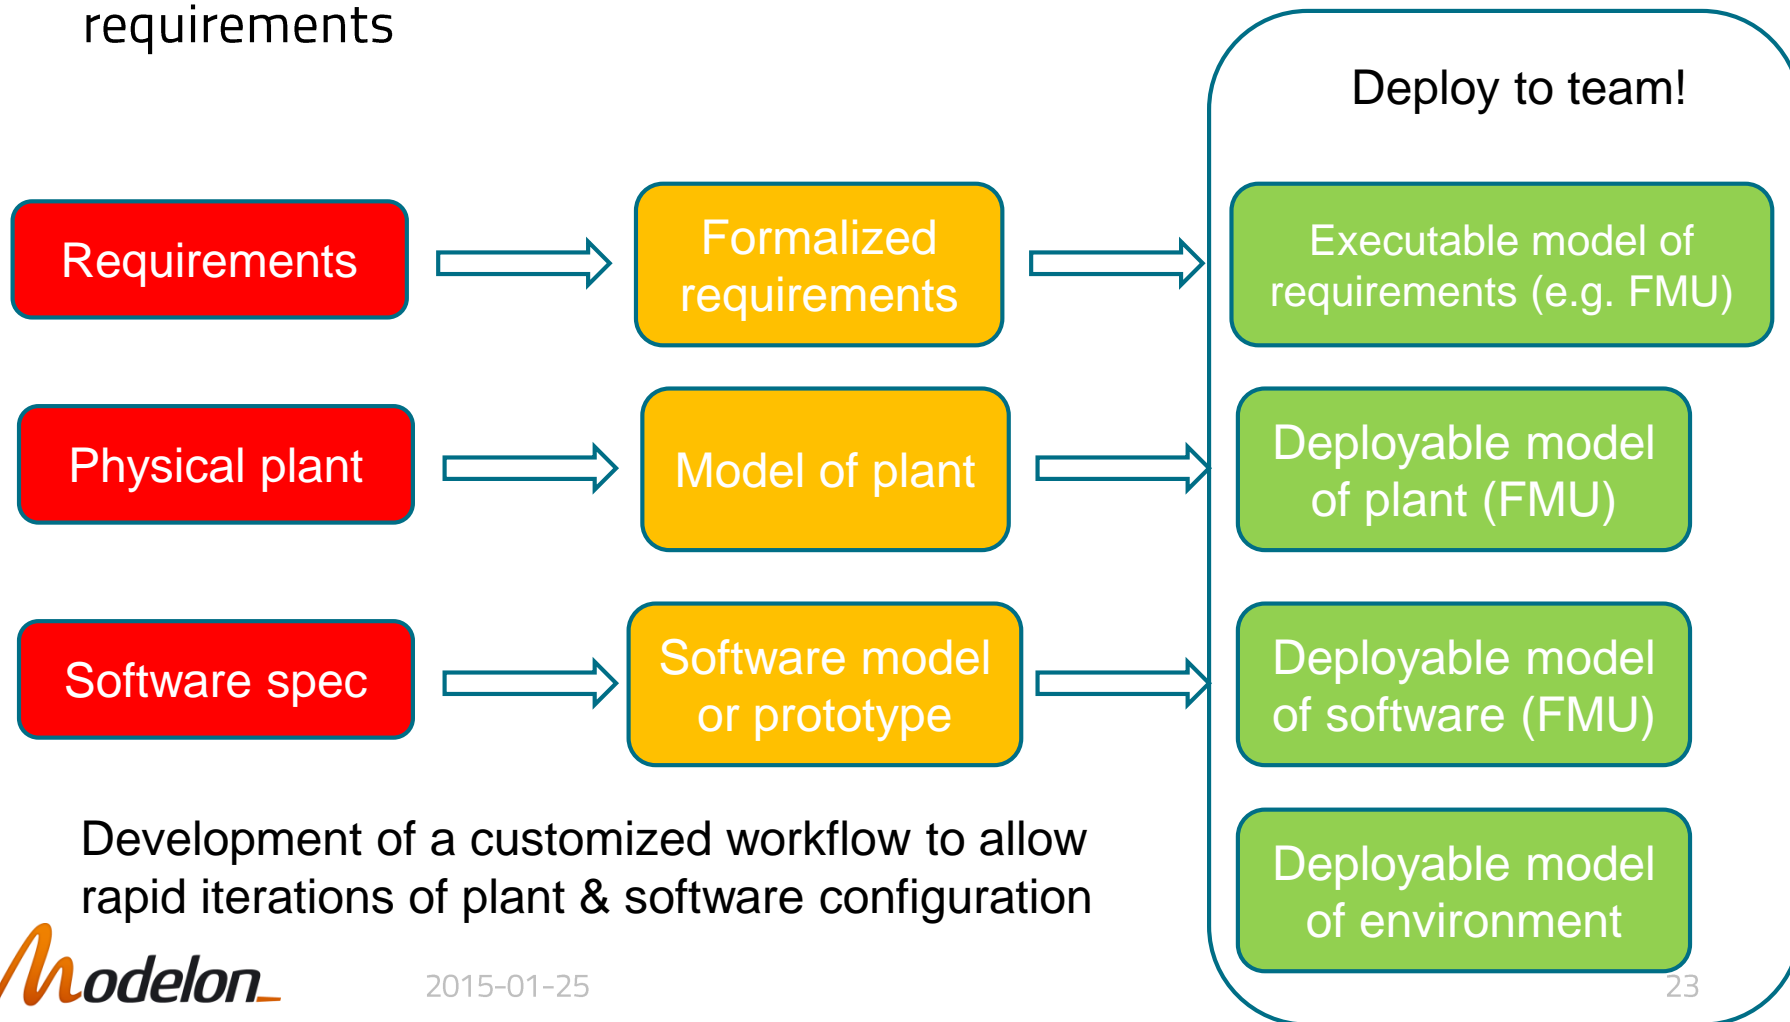 requirements
Deploy to team!
Requirements
Formalized
requirements
Executable model of
requirements (e.g. FMU)
Physical plant
Model of plant
Deployable model
of plant (FMU)
Software spec
Software model
or prototype
Deployable model
of software (FMU)
Development of a customized workflow to allow
rapid iterations of plant & software configuration
Deployable model
of environment
Modelon
2015-01-25
23